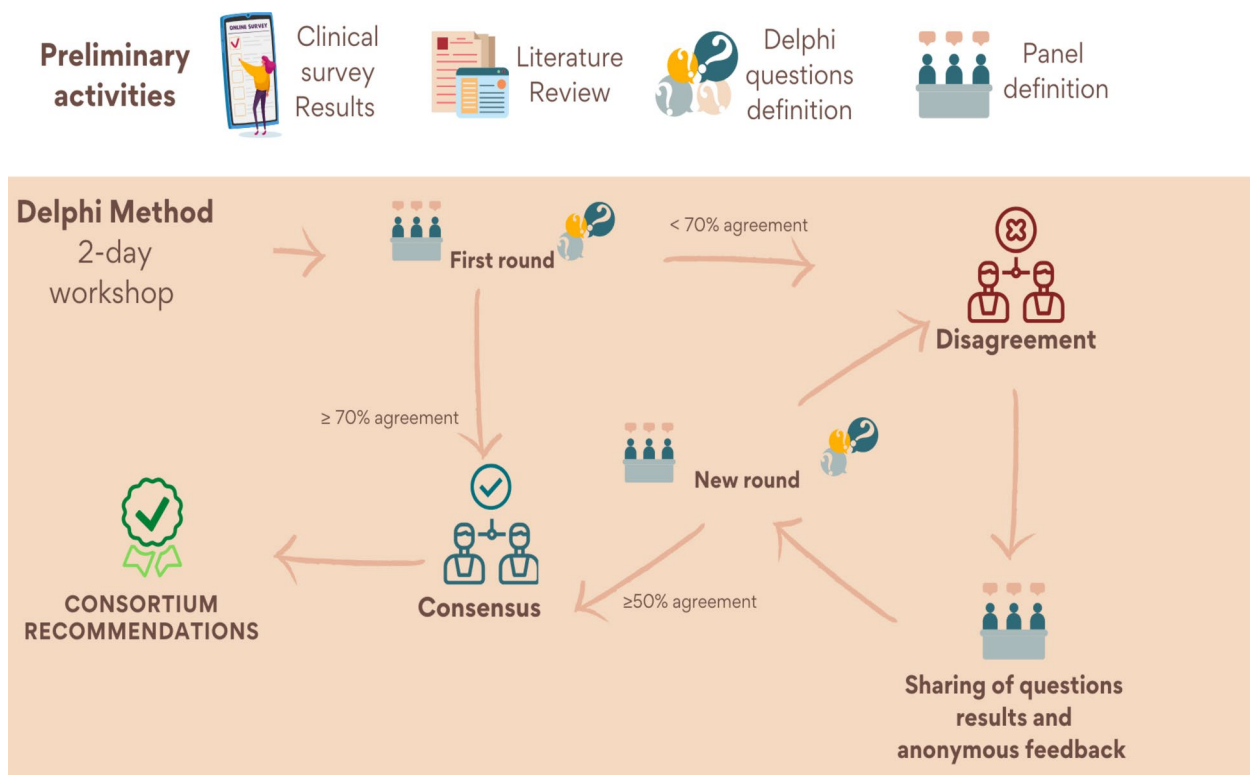 Preliminary
activities
ONLINE SURVEY
Clinical
survey
Results
Literature
Review
Delphi
questions
definition
Panel
definition
Delphi Method
2-day
workshop
First round
< 70% agreement
Disagreement
≥ 70% agreement
New round
Consensus
≥50% agreement
CONSORTIUM
RECOMMENDATIONS
Sharing of questions
results and
anonymous feedback